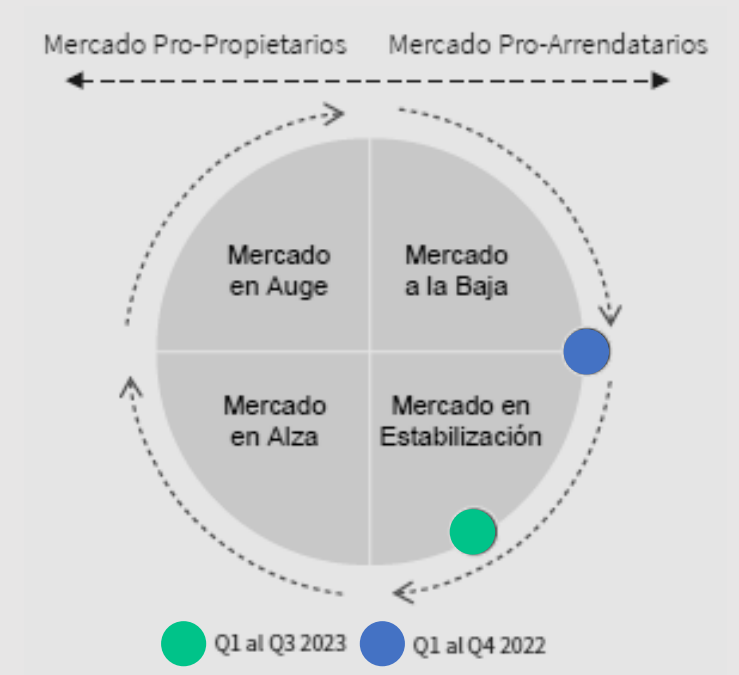 Mercado Pro-Propietarios Mercado Pro-Arrendatarios
Mercado
en Auge
Mercado
a la Baja
Mercado
en Alza
Mercado en
Estabilización
Q1 al Q3 2023 Q1 al Q4 2022